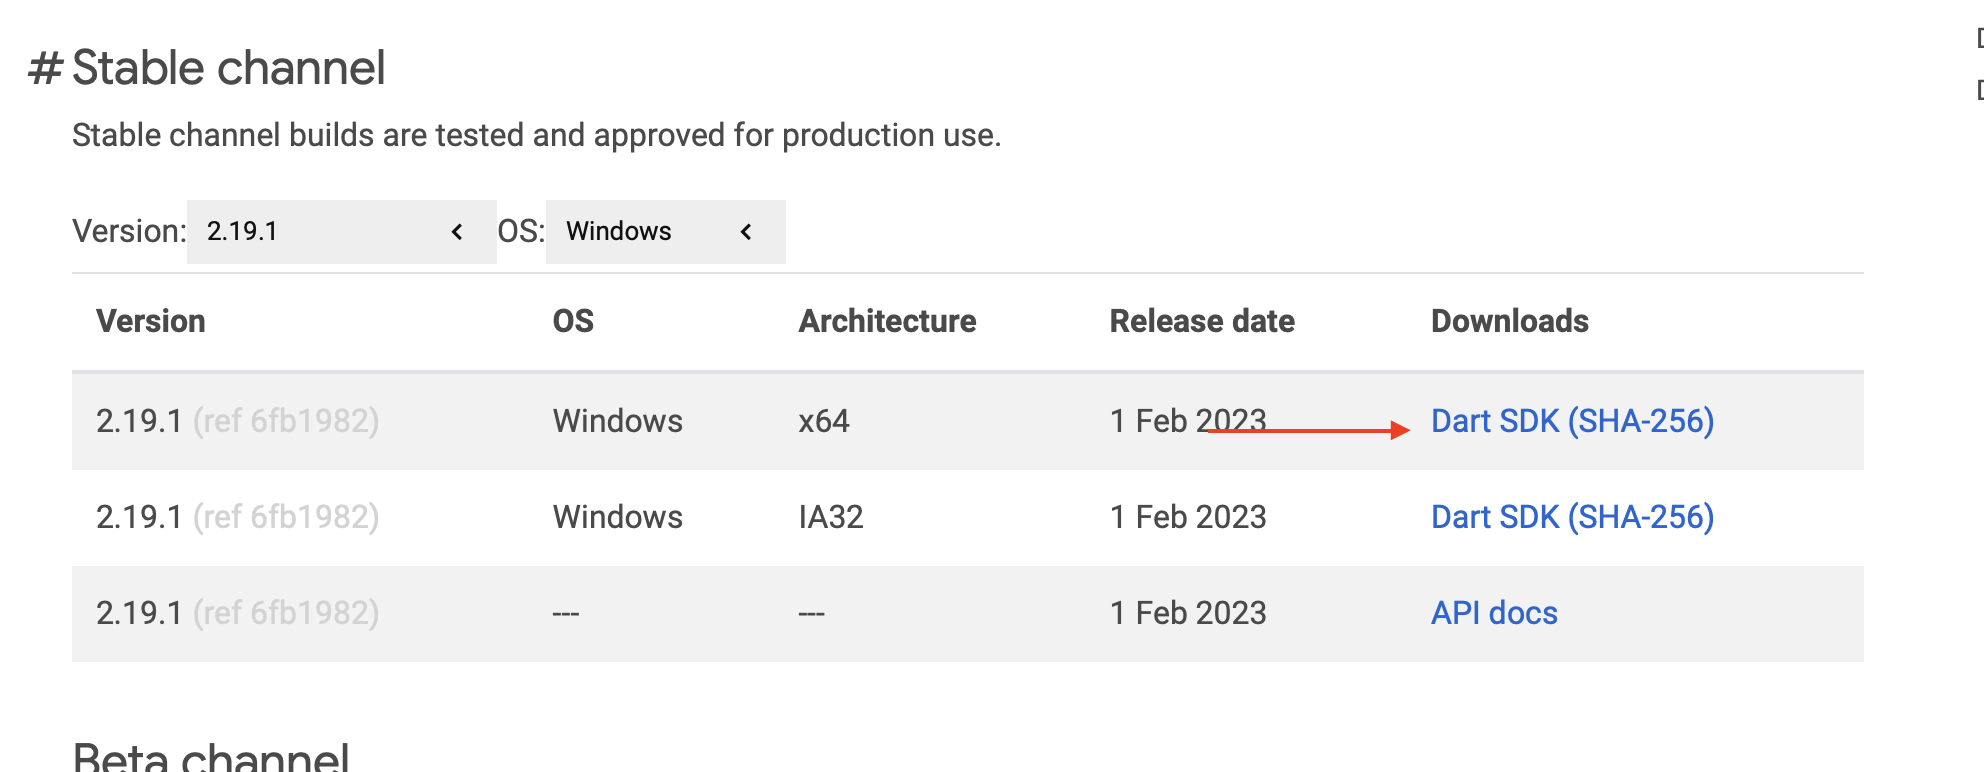 # Stable channel
Stable channel builds are tested and approved for production use.
Version: 2.19.1 < OS: Windows <
Version OS Architecture Release date Downloads
2.19.1 (ref 6fb1982) Windows x64 1 Feb 2023 Dart SDK (SHA-256)
2.19.1 (ref 6fb1982) Windows IA32 1 Feb 2023 Dart SDK (SHA-256)
2.19.1 (ref 6fb1982) --- --- 1 Feb 2023 API docs
Beta channel